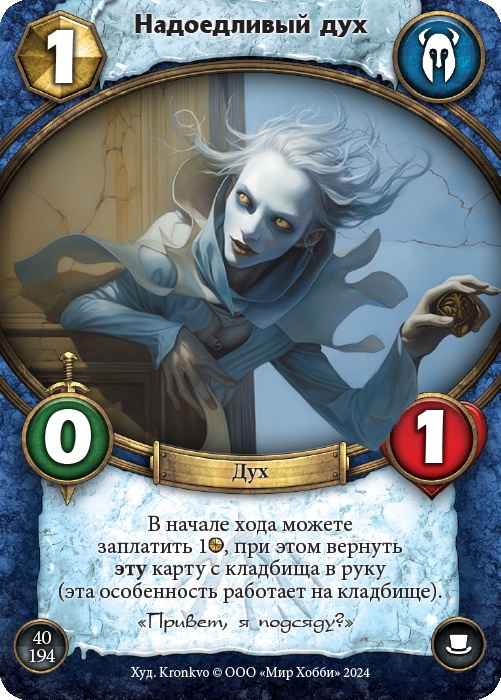 Надоедливый дух
1
0
1
Дух
В начале хода можете
заплатить 1, при этом вернуть
эту карту с кладбища в руку
(эта особенность работает на кладбище).
«Привет, я подсяду?»
40
194
Худ. Kronkvo © ООО «Мир Хобби» 2024